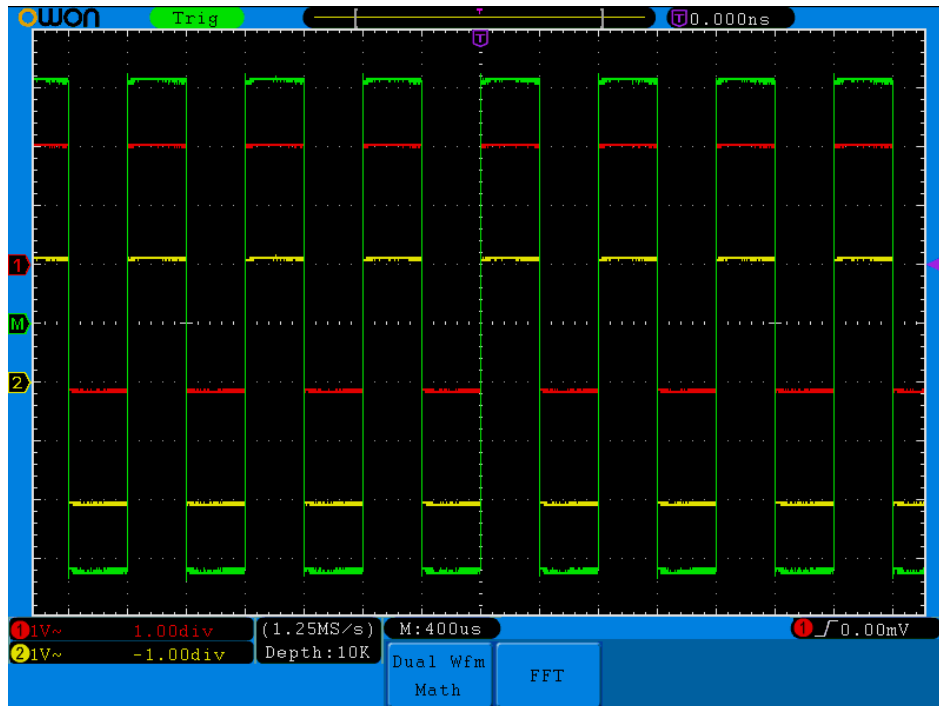 OWON Trig T T 0.000ns
T
1
M
2
1 1V~ 1.00div (1.25MS/s) M:400us 1 0.00mV
2 1V~ -1.00div Depth:10K
Dual Wfm
Math
FFT